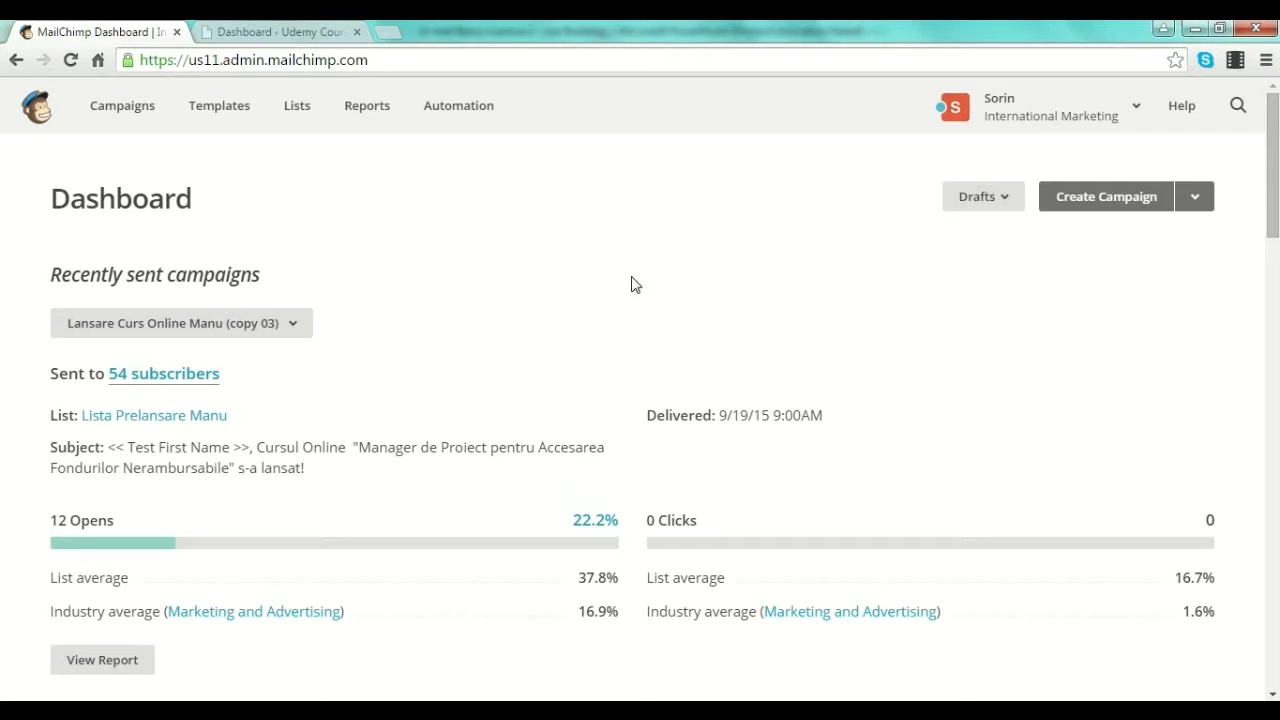 MailChimp Dashboard | In
Dashboard - Udemy Cour
https://us11.admin.mailchimp.com
Campaigns Templates Lists Reports Automation
S Sorin Help
International Marketing
Dashboard
Drafts Create Campaign
Recently sent campaigns
Lansare Curs Online Manu (copy 03)
Sent to 54 subscribers
List: Lista Prelansare Manu Delivered: 9/19/15 9:00AM
Subject: << Test First Name >>, Cursul Online "Manager de Proiect pentru Accesarea
Fondurilor Nerambursabile" s-a lansat!
12 Opens 22.2% 0 Clicks 0
List average 37.8% List average 16.7%
Industry average (Marketing and Advertising) 16.9% Industry average (Marketing and Advertising) 1.6%
View Report